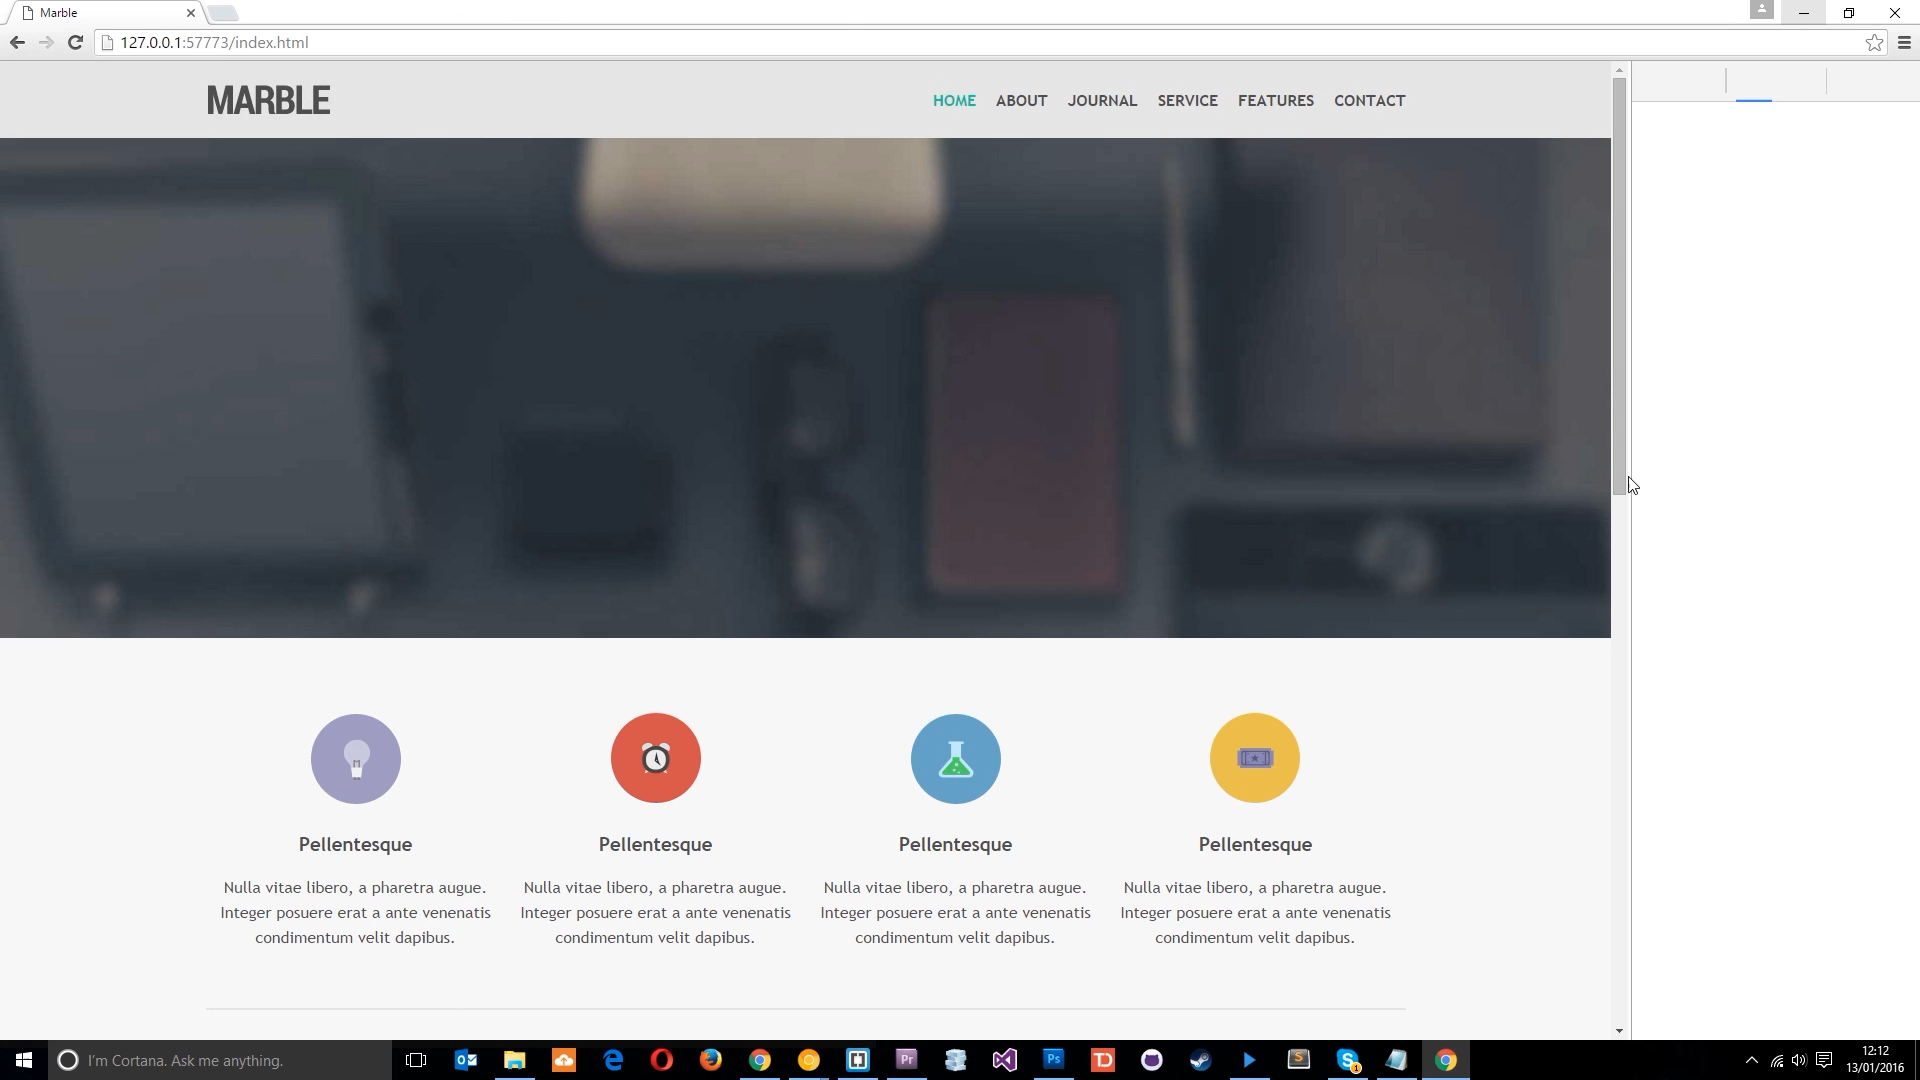 Marble
127.0.0.1:57773/index.html
MARBLE
HOME ABOUT JOURNAL SERVICE FEATURES CONTACT
Pellentesque
Nulla vitae libero, a pharetra augue.
Integer posuere erat a ante venenatis
condimentum velit dapibus.
Pellentesque
Nulla vitae libero, a pharetra augue.
Integer posuere erat a ante venenatis
condimentum velit dapibus.
Pellentesque
Nulla vitae libero, a pharetra augue.
Integer posuere erat a ante venenatis
condimentum velit dapibus.
Pellentesque
Nulla vitae libero, a pharetra augue.
Integer posuere erat a ante venenatis
condimentum velit dapibus.
I'm Cortana. Ask me anything.
Pr
Ps
TD
S
1
12:12
13/01/2016